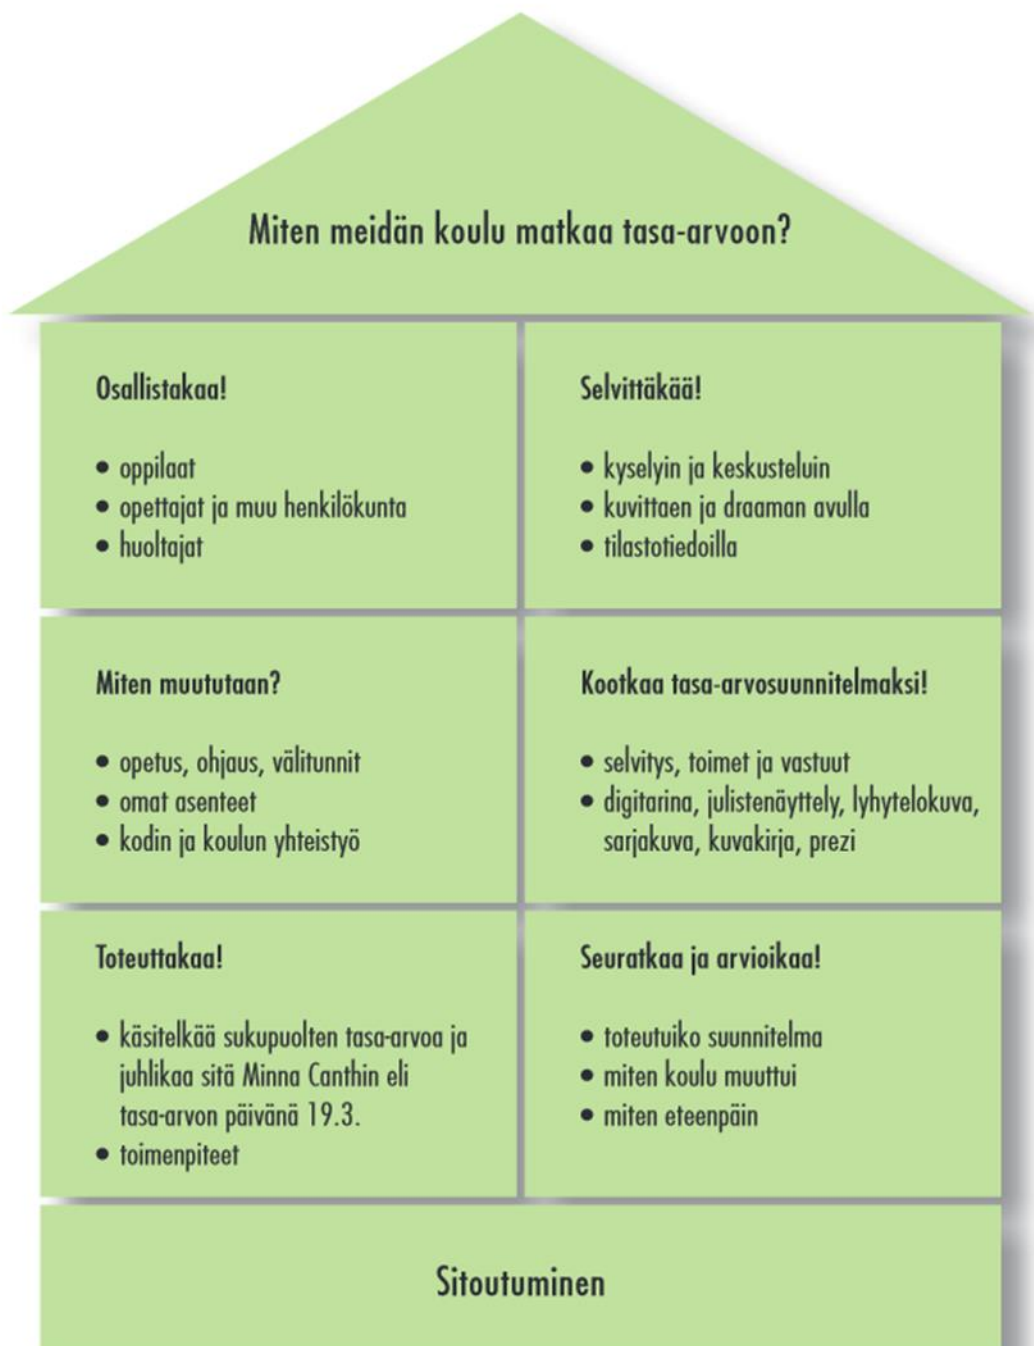 Miten meidän koulu matkaa tasa-arvoon?
Osallistakaa!
• oppilaat
• opettajat ja muu henkilökunta
• huoltajat
Selvittäkää!
• kyselyin ja keskusteluin
• kuvittaen ja draaman avulla
• tilastotiedoilla
Miten muututaan?
• opetus, ohjaus, välitunnit
• omat asenteet
• kodin ja koulun yhteistyö
Kootkaa tasa-arvosuunnitelmaksi!
• selvitys, toimet ja vastuut
• digitarina, julistenäyttely, lyhytelokuva,
sarjakuva, kuvakirja, prezi
Toteuttakaa!
• käsitelkää sukupuolten tasa-arvoa ja
juhlikaa sitä Minna Canthin eli
tasa-arvon päivänä 19.3.
• toimenpiteet
Seuratkaa ja arvioikaa!
• toteutuiko suunnitelma
• miten koulu muuttui
• miten eteenpäin
Sitoutuminen